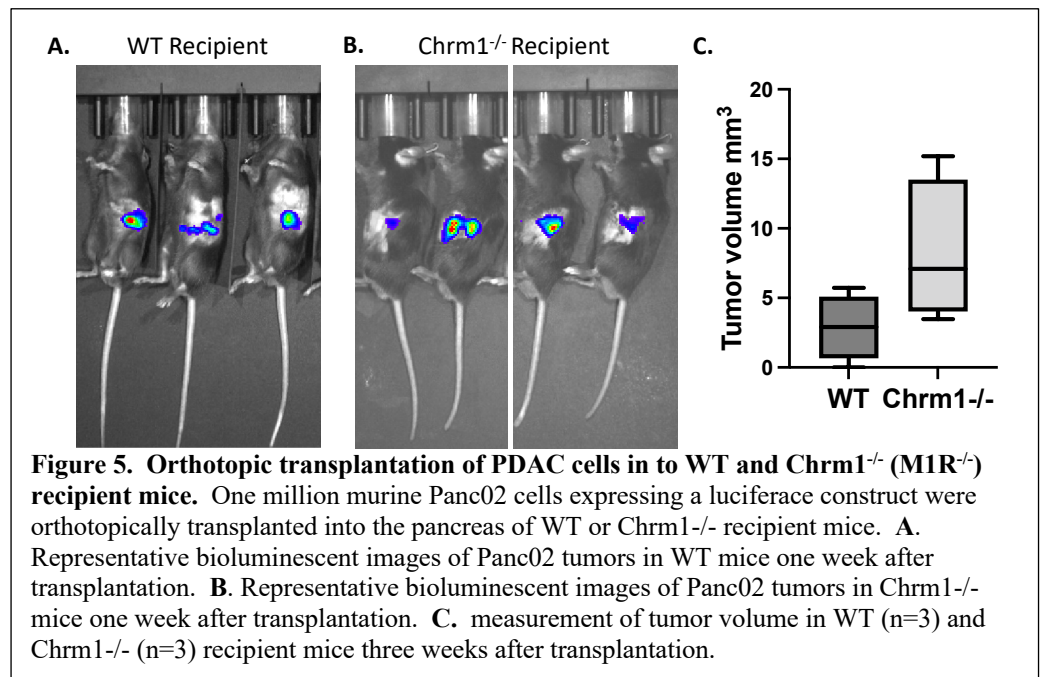 A. WT Recipient B. Chrm1-/- Recipient C.
20
15
10
5
0
Tumor volume mm3
WT Chrm1-/-
Figure 5. Orthotopic transplantation of PDAC cells in to WT and Chrm1-/- (M1R-/-)
recipient mice. One million murine Panc02 cells expressing a luciferace construct were
orthotopically transplanted into the pancreas of WT or Chrm1-/- recipient mice. A.
Representative bioluminescent images of Panc02 tumors in WT mice one week after
transplantation. B. Representative bioluminescent images of Panc02 tumors in Chrm1-/-
mice one week after transplantation. C. measurement of tumor volume in WT (n=3) and
Chrm1-/- (n=3) recipient mice three weeks after transplantation.